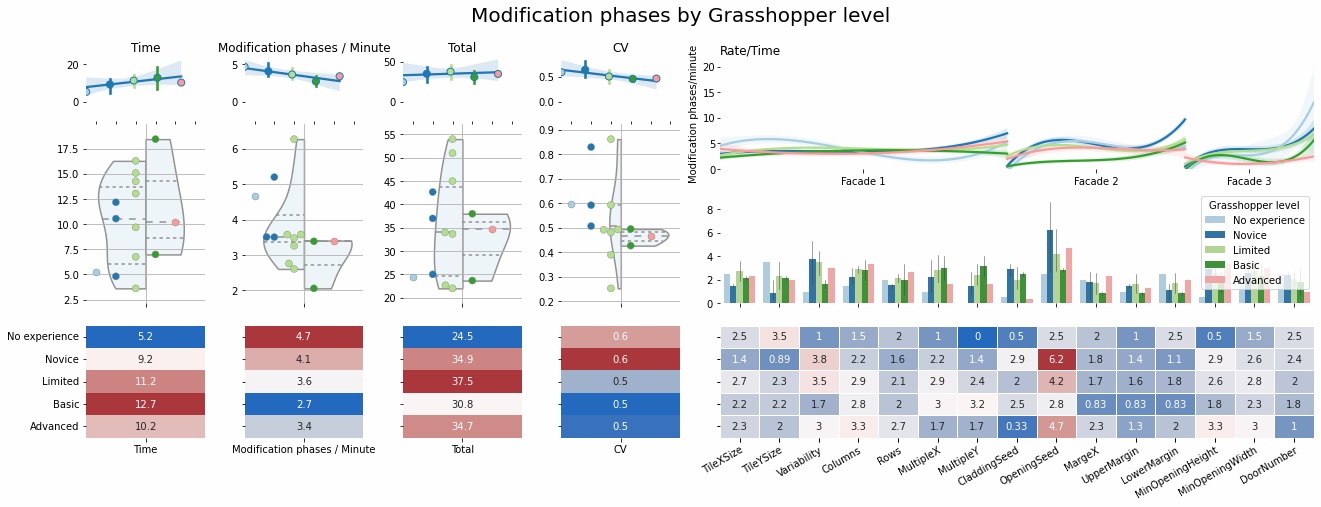 Modification phases by Grasshopper level
Time
Modification phases / Minute
Total
CV
Rate/Time
20
0
5
0
50
0
0.5
0.0
Modification phases/minute
20
15
10
5
0
Facade 1
Facade 2
Facade 3
17.5
15.0
12.5
10.0
7.5
5.0
2.5
6
5
4
3
2
55
50
45
40
35
30
25
20
0.9
0.8
0.7
0.6
0.5
0.4
0.3
0.2
8
6
4
2
0
Grasshopper level
No experience
Novice
Limited
Basic
Advanced
No experience 5.2 4.7 24.5 0.6 2.5 3.5 1 1.5 2 1 0 0.5 2.5 2 1 2.5 0.5 1.5 2.5
Novice 9.2 4.1 34.9 0.6 1.4 0.89 3.8 2.2 1.6 2.2 1.4 2.9 6.2 1.8 1.4 1.1 2.9 2.6 2.4
Limited 11.2 3.6 37.5 0.5 2.7 2.3 3.5 2.9 2.1 2.9 2.4 2 4.2 1.7 1.6 1.8 2.6 2.8 2
Basic 12.7 2.7 30.8 0.5 2.2 2.2 1.7 2.8 2 3 3.2 2.5 2.8 0.83 0.83 0.83 1.8 2.3 1.8
Advanced 10.2 3.4 34.7 0.5 2.3 2 3 3.3 2.7 1.7 1.7 0.33 4.7 2.3 1.3 2 3.3 3 1
Time
Modification phases / Minute
Total
CV
TileXSize
TileYSize
Variability
Columns
Rows
MultipleX
MultipleY
CladdingSeed
OpeningSeed
MargeX
UpperMargin
LowerMargin
MinOpeningHeight
MinOpeningWidth
DoorNumber